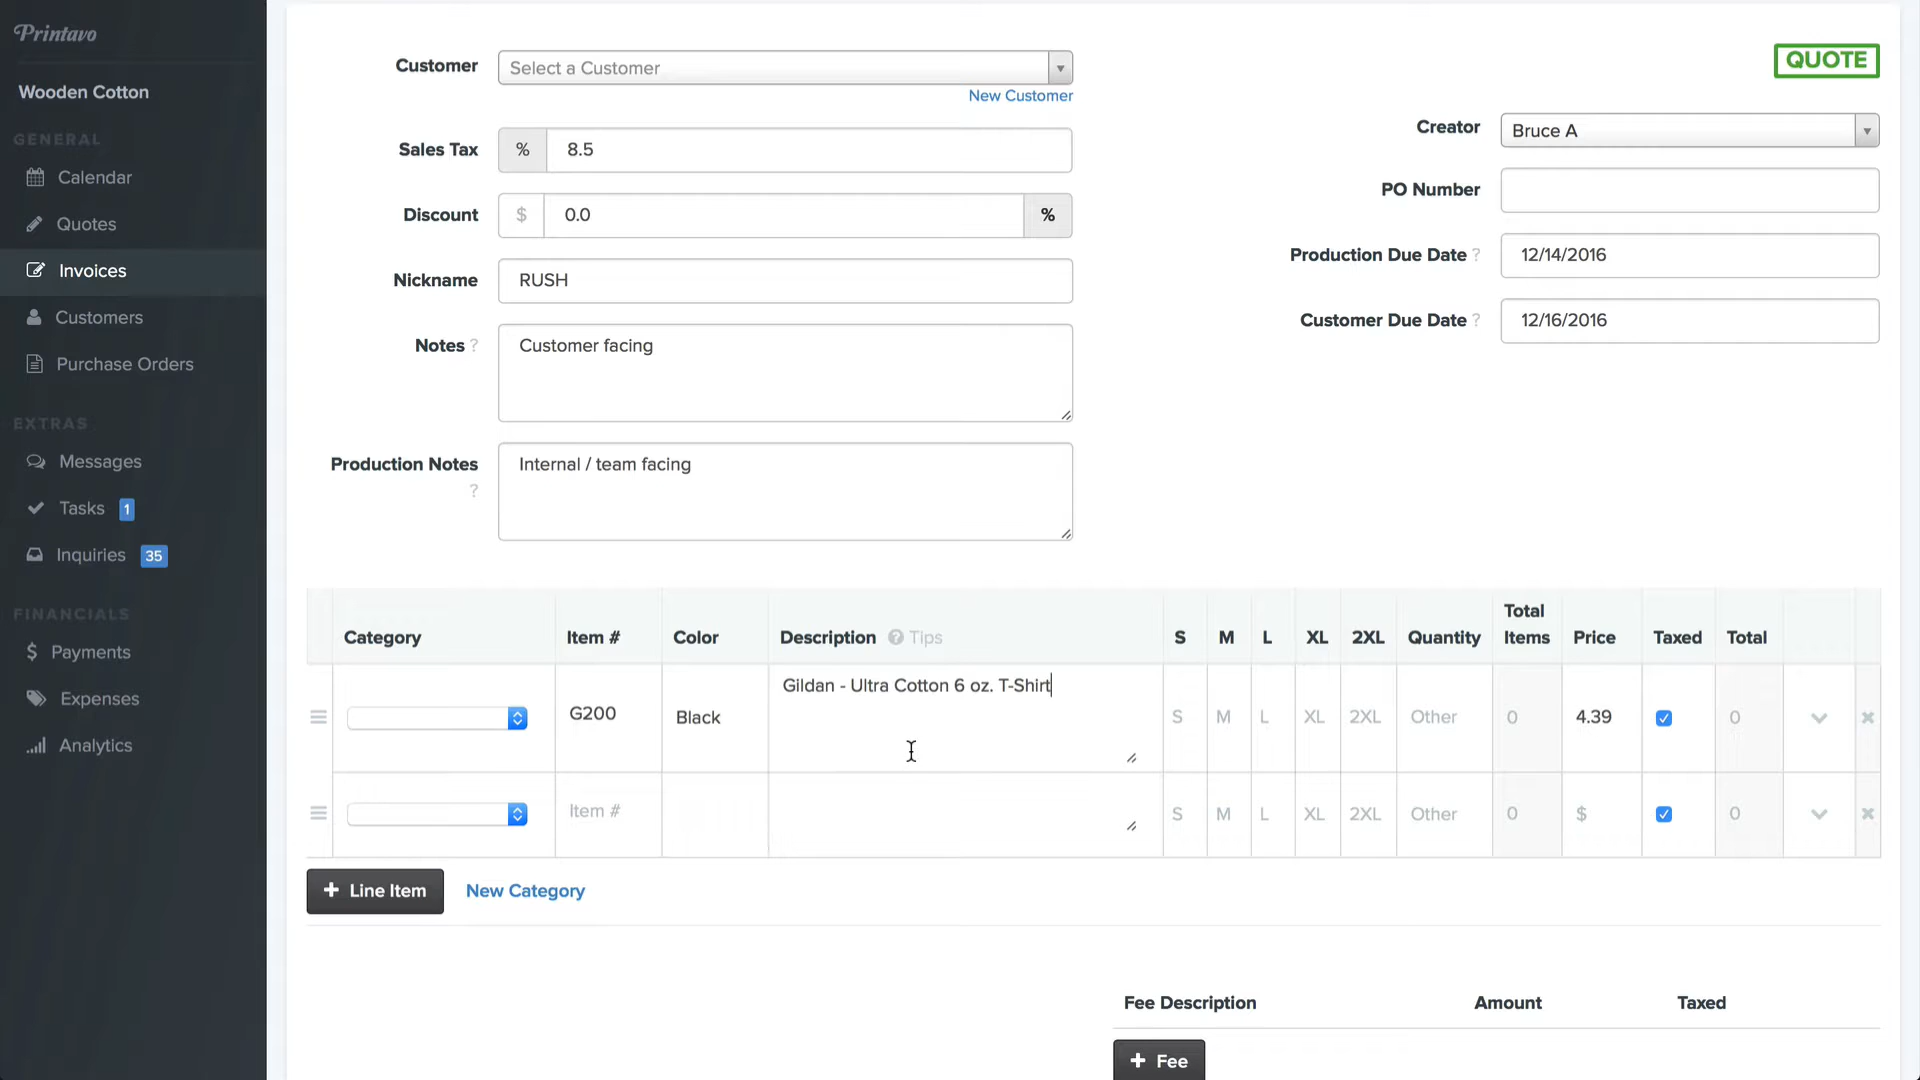 Printavo
Wooden Cotton
GENERAL
Calendar
Quotes
Invoices
Customers
Purchase Orders
EXTRAS
Messages
Tasks 1
Inquiries 35
FINANCIALS
$ Payments
Expenses
Analytics
Customer Select a Customer
New Customer
Sales Tax % 8.5
Discount $ 0.0 %
Nickname RUSH
Notes ? Customer facing
Production Notes Internal / team facing
?
QUOTE
Creator Bruce A
PO Number
Production Due Date ? 12/14/2016
Customer Due Date ? 12/16/2016
Category Item # Color Description ? Tips S M L XL 2XL Quantity Total Items Price Taxed Total
G200 Black Gildan - Ultra Cotton 6 oz. T-Shirt S M L XL 2XL Other 0 4.39 0
Item # S M L XL 2XL Other 0 $ 0
+ Line Item New Category
Fee Description Amount Taxed
+ Fee